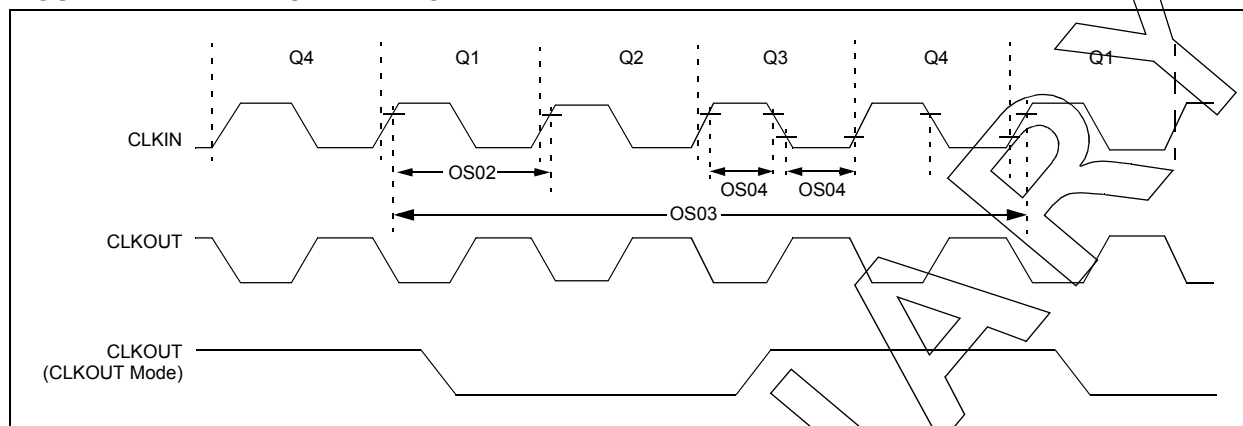 Q4 Q1 Q2 Q3 Q4 Q1
CLKIN
OS02
OS04 OS04
OS03
CLKOUT
CLKOUT
(CLKOUT Mode)